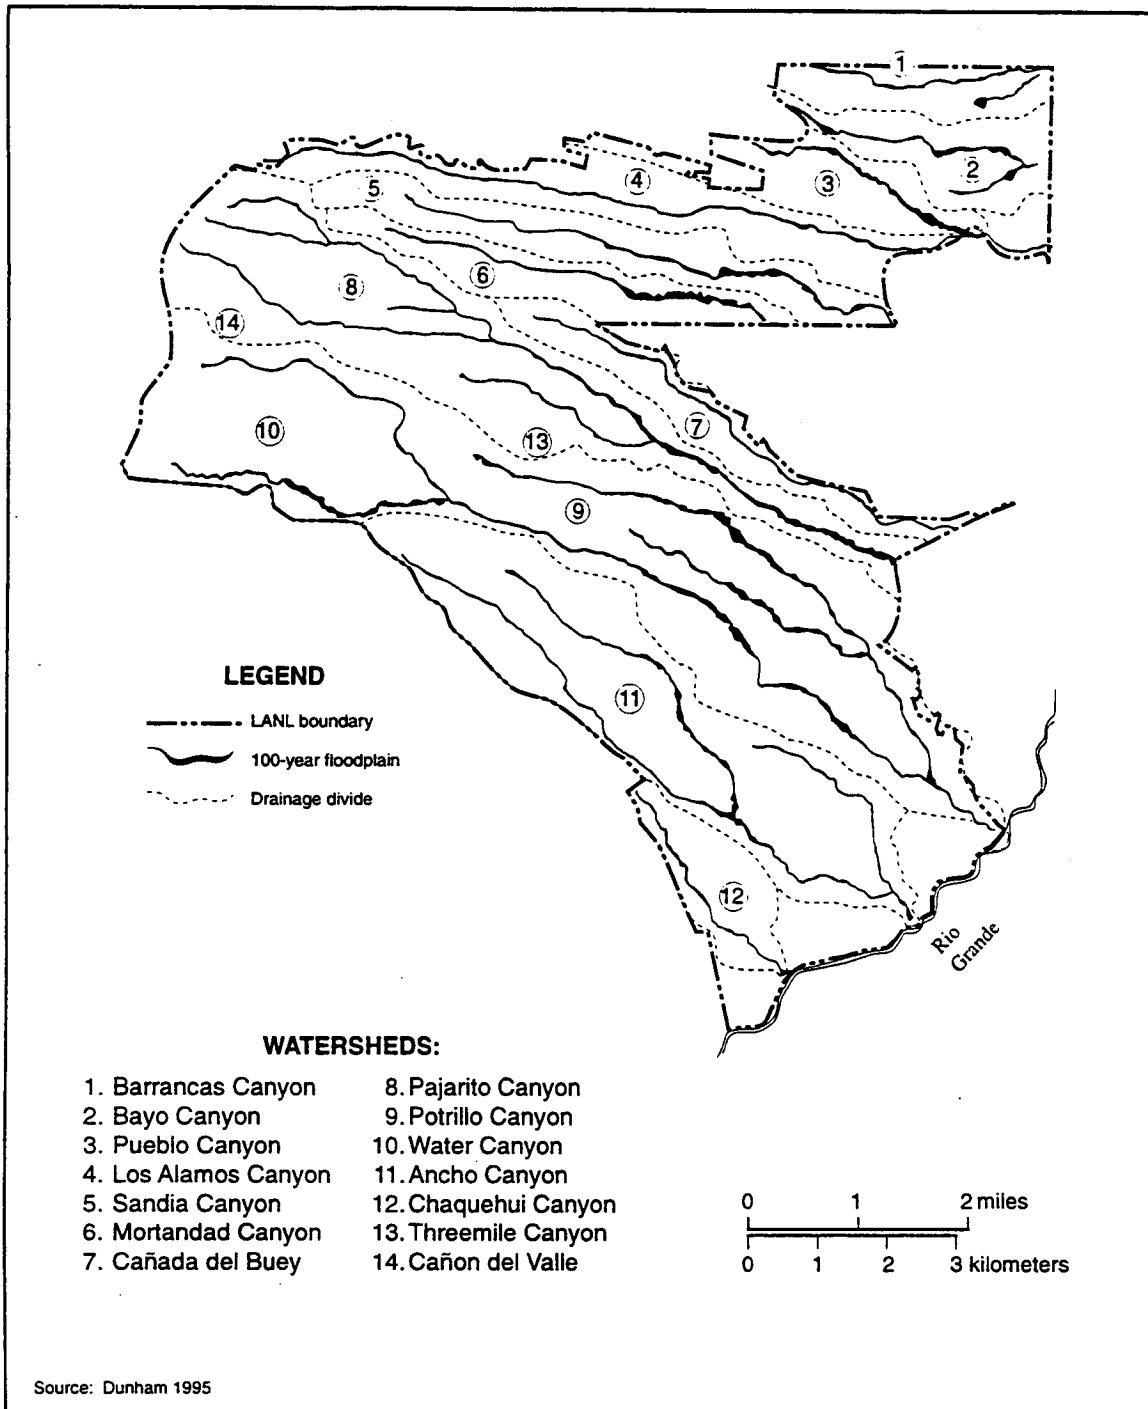 1
2
3
4
5
6
8
14
7
10
13
9
LEGEND
LANL boundary
100-year floodplain
Drainage divide
11
12
Rio
Grande
WATERSHEDS:
1. Barrancas Canyon
2. Bayo Canyon
3. Pueblo Canyon
4. Los Alamos Canyon
5. Sandia Canyon
6. Mortandad Canyon
7. Cañada del Buey
8. Pajarito Canyon
9. Potrillo Canyon
10. Water Canyon
11. Ancho Canyon
12. Chaquehui Canyon
13. Threemile Canyon
14. Cañon del Valle
0 1 2 miles
0 1 2 3 kilometers
Source: Dunham 1995